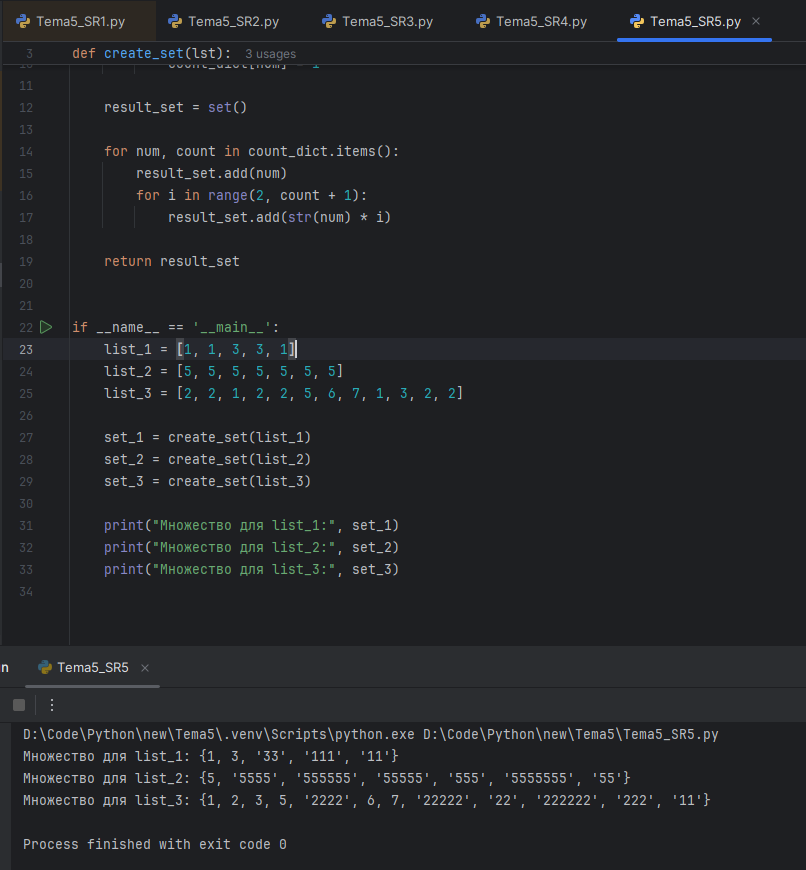 Tema5_SR1.py Tema5_SR2.py Tema5_SR3.py Tema5_SR4.py Tema5_SR5.py
3 def create_set(lst): 3 usages
11
12 result_set = set()
13
14 for num, count in count_dict.items():
15 result_set.add(num)
16 for i in range(2, count + 1):
17 result_set.add(str(num) * i)
18
19 return result_set
20
21
22 if __name__ == '__main__':
23 list_1 = [1, 1, 3, 3, 1]
24 list_2 = [5, 5, 5, 5, 5, 5, 5]
25 list_3 = [2, 2, 1, 2, 2, 5, 6, 7, 1, 3, 2, 2]
26
27 set_1 = create_set(list_1)
28 set_2 = create_set(list_2)
29 set_3 = create_set(list_3)
30
31 print("Множество для list_1:", set_1)
32 print("Множество для list_2:", set_2)
33 print("Множество для list_3:", set_3)
34
n Tema5_SR5
D:\Code\Python\new\Tema5\.venv\Scripts\python.exe D:\Code\Python\new\Tema5\Tema5_SR5.py
Множество для list_1: {1, 3, '33', '111', '11'}
Множество для list_2: {5, '5555', '555555', '55555', '555', '5555555', '55'}
Множество для list_3: {1, 2, 3, 5, '2222', 6, 7, '22222', '22', '222222', '222', '11'}
Process finished with exit code 0